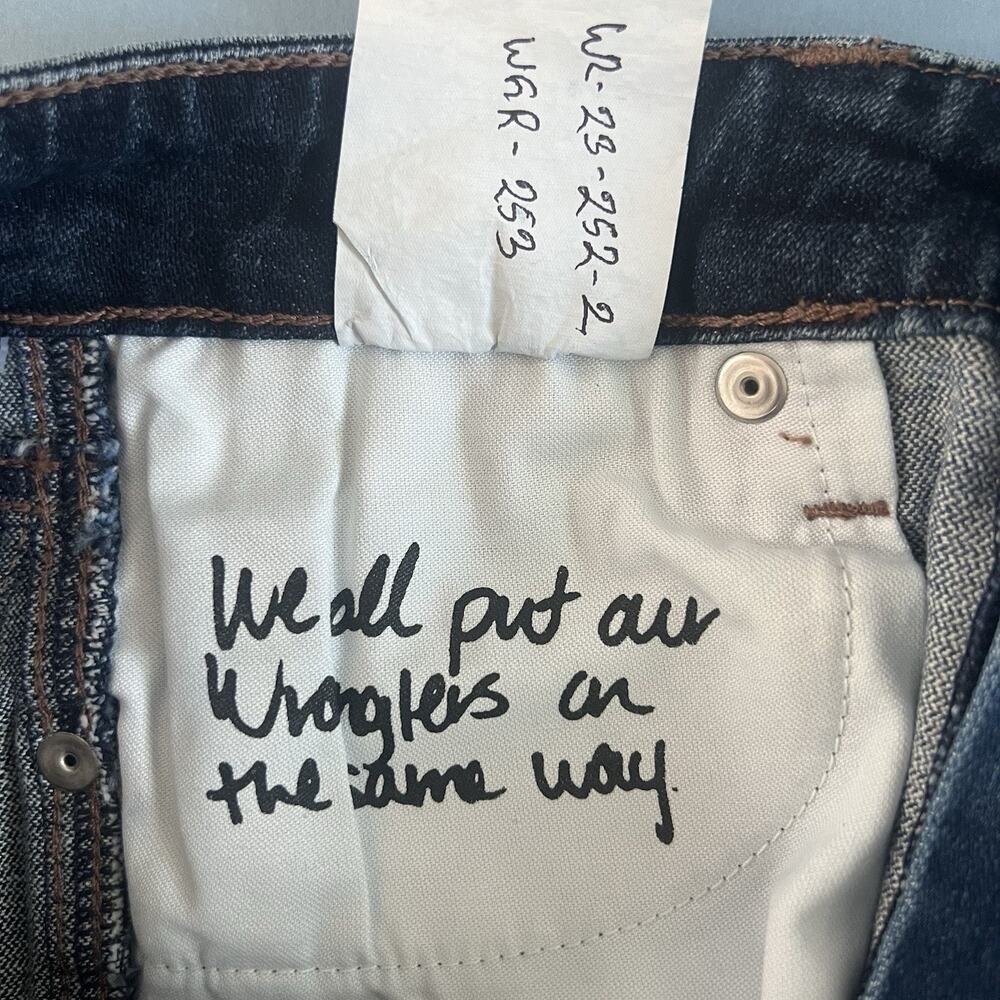 WR-23-252-2
WGR-253
We all put our
Wranglers on
the same way.